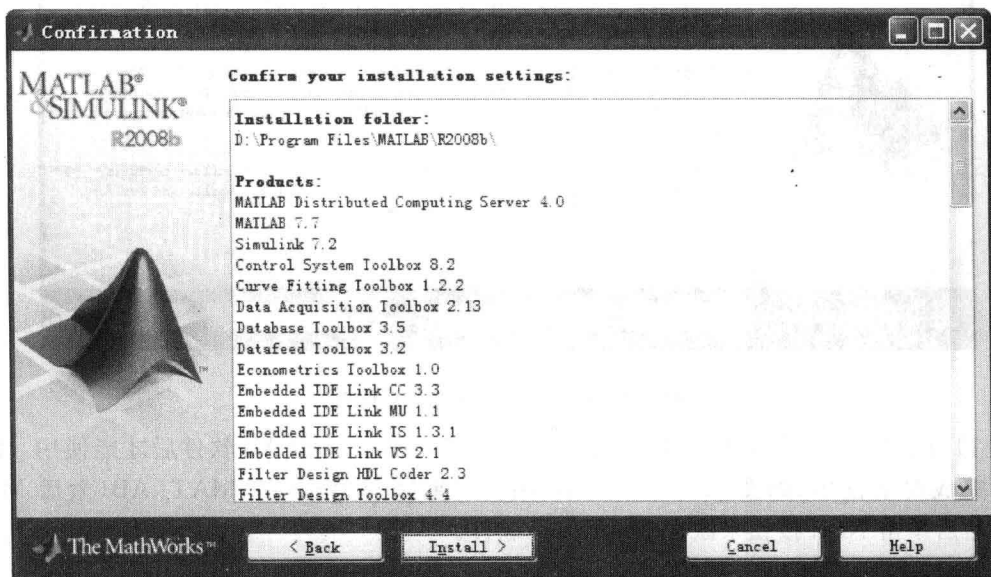 Confirmation
MATLAB®
&SIMULINK®
R2008b
Confirm your installation settings:
Installation folder:
D:\Program Files\MATLAB\R2008b\
Products:
MATLAB Distributed Computing Server 4.0
MATLAB 7.7
Simulink 7.2
Control System Toolbox 8.2
Curve Fitting Toolbox 1.2.2
Data Acquisition Toolbox 2.13
Database Toolbox 3.5
Datafeed Toolbox 3.2
Econometrics Toolbox 1.0
Embedded IDE Link CC 3.3
Embedded IDE Link MU 1.1
Embedded IDE Link TS 1.3.1
Embedded IDE Link VS 2.1
Filter Design HDL Coder 2.3
Filter Design Toolbox 4.4
TM
The MathWorks™
< Back
Install >
Cancel
Help